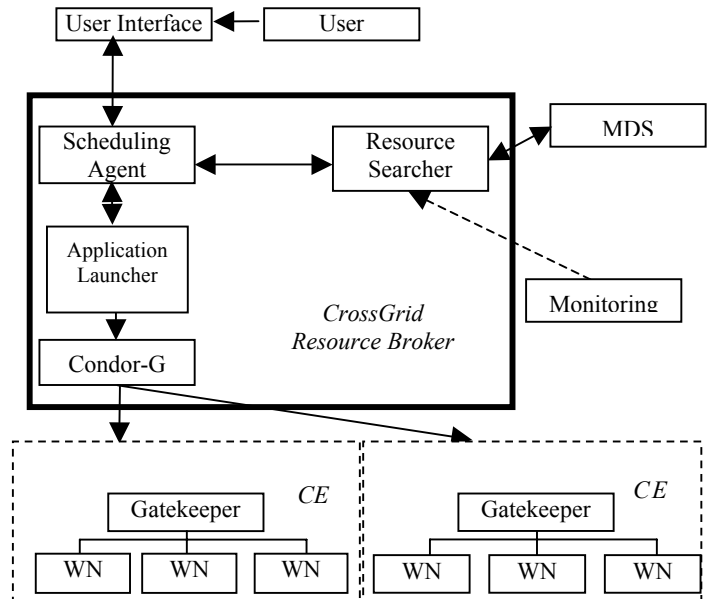 User Interface
User
Scheduling
Agent
Resource
Searcher
MDS
Application
Launcher
Monitoring
CrossGrid
Resource Broker
Condor-G
CE
CE
Gatekeeper
Gatekeeper
WN
WN
WN
WN
WN
WN